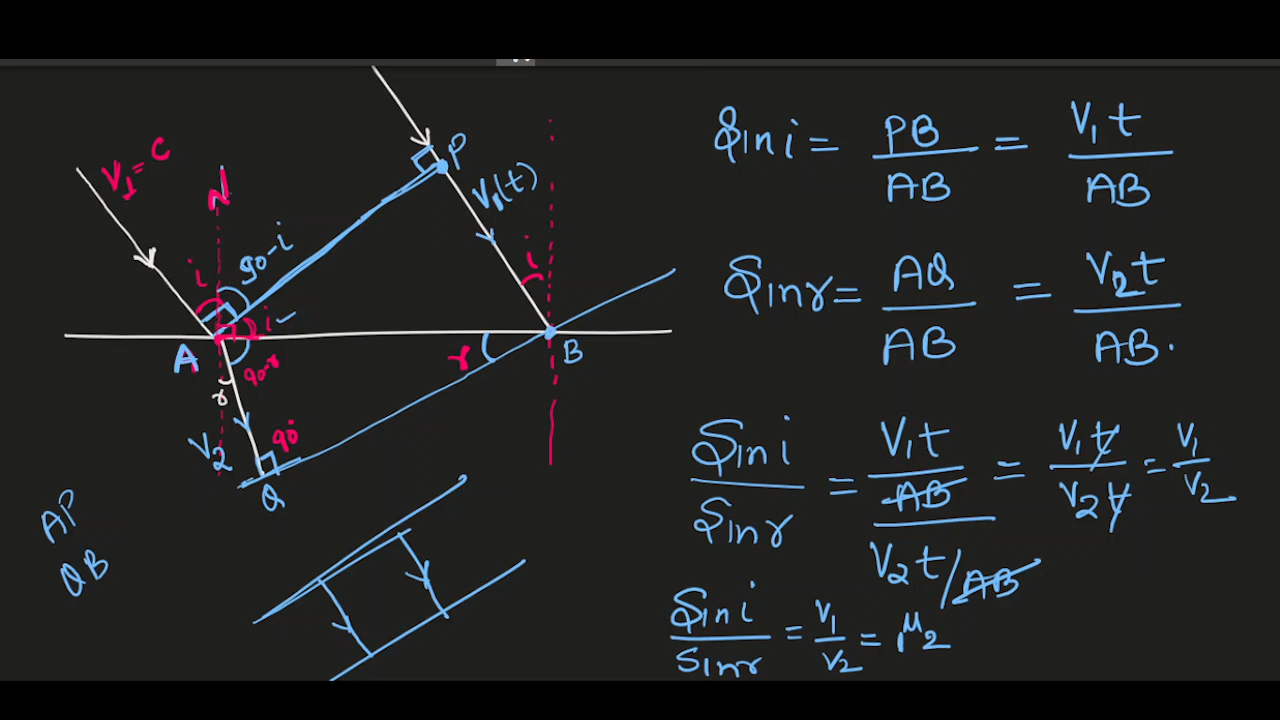 V₁ = C
N
P
V₁(t)
90-i
i
i
i
A
r
B
90-r
r
V₂
90°
Q
AP
QB
Sin i = PB/AB = V₁t/AB
Sin r = AQ/AB = V₂t/AB.
Sin i/Sin r = V₁t/AB / V₂t/AB = V₁t/V₂t = V₁/V₂
Sin i/Sin r = V₁/V₂ = μ₂